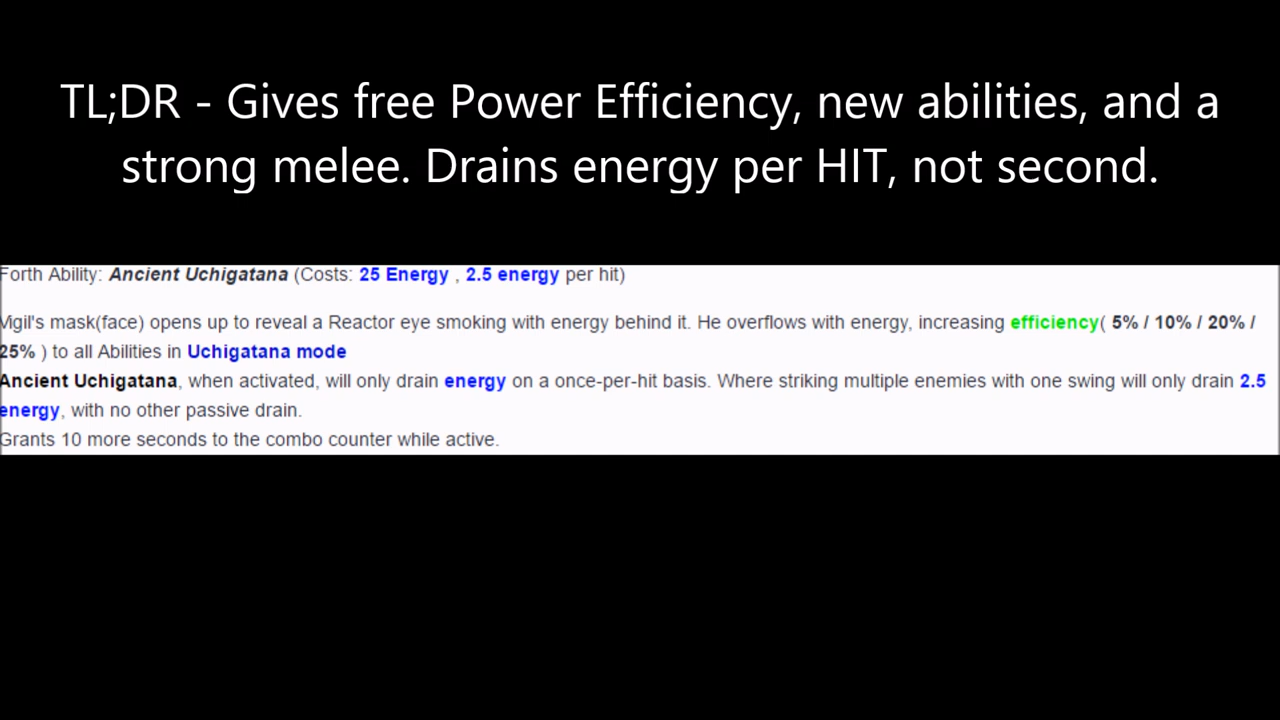 TL;DR - Gives free Power Efficiency, new abilities, and a
strong melee. Drains energy per HIT, not second.
Forth Ability: Ancient Uchigatana (Costs: 25 Energy , 2.5 energy per hit)
Vigil's mask(face) opens up to reveal a Reactor eye smoking with energy behind it. He overflows with energy, increasing efficiency( 5% / 10% / 20% /
25% ) to all Abilities in Uchigatana mode
Ancient Uchigatana, when activated, will only drain energy on a once-per-hit basis. Where striking multiple enemies with one swing will only drain 2.5
energy, with no other passive drain.
Grants 10 more seconds to the combo counter while active.